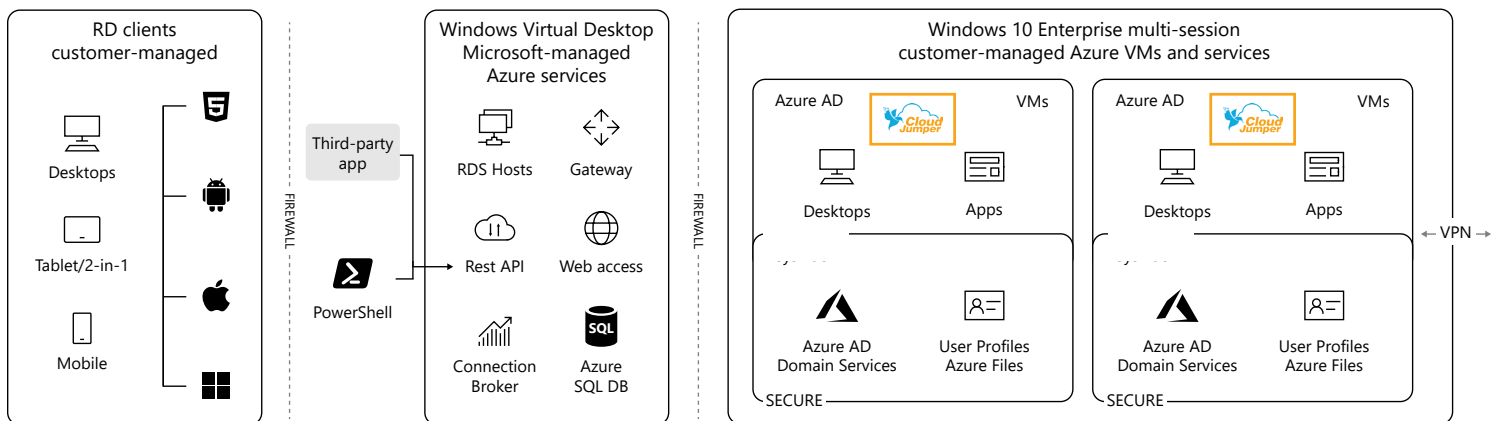 RD clients
customer-managed
Desktops
Tablet/2-in-1
Mobile
FIREWALL
Third-party
app
PowerShell
Windows Virtual Desktop
Microsoft-managed
Azure services
RDS Hosts
Gateway
Rest API
Web access
Connection
Broker
SQL
Azure
SQL DB
FIREWALL
Windows 10 Enterprise multi-session
customer-managed Azure VMs and services
Azure AD
Cloud
Jumper
VMs
Desktops
Apps
Azure AD
Domain Services
User Profiles
Azure Files
SECURE
Azure AD
Cloud
Jumper
VMs
Desktops
Apps
Azure AD
Domain Services
User Profiles
Azure Files
SECURE
VPN